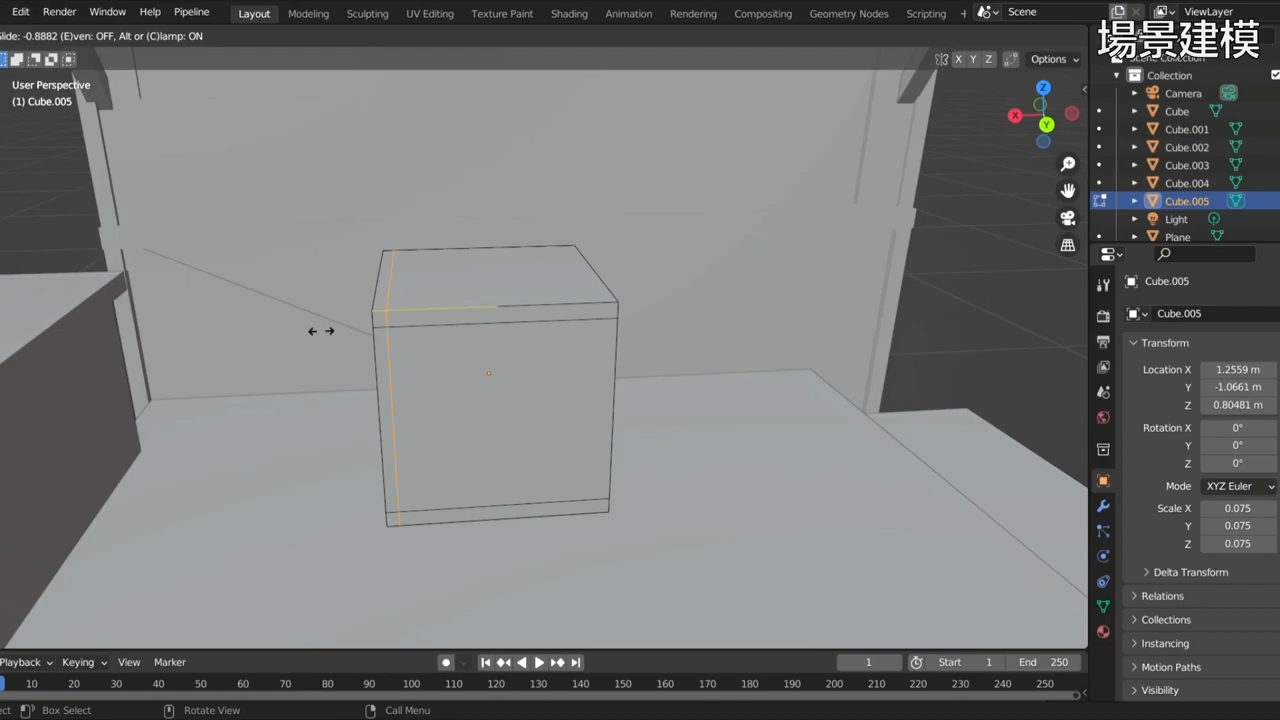 Edit Render Window Help Pipeline Layout Modeling Sculpting UV Editing Texture Paint Shading Animation Rendering Compositing Geometry Nodes Scripting + Scene ViewLayer
Slide: -0.8882 (E)ven: OFF, Alt or (C)lamp: ON
場景建模
X Y Z Options
User Perspective
(1) Cube.005
Z
X
Y
Collection
Camera
Cube
Cube.001
Cube.002
Cube.003
Cube.004
Cube.005
Light
Plane
Cube.005
Cube.005
Transform
Location X 1.2559 m
Y -1.0661 m
Z 0.80481 m
Rotation X 0°
Y 0°
Z 0°
Mode XYZ Euler
Scale X 0.075
Y 0.075
Z 0.075
Delta Transform
Relations
Collections
Instancing
Motion Paths
Visibility
Playback Keying View Marker 1 Start 1 End 250
10 20 30 40 50 60 70 80 90 100 110 120 130 140 150 160 170 180 190 200 210 220 230 240 250
Box Select Rotate View Call Menu